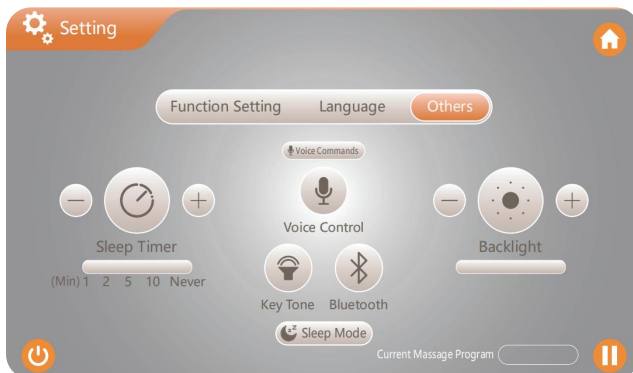 Setting
Function Setting Language Others
Voice Commands
Voice Control
Sleep Timer
Backlight
(Min) 1 2 5 10 Never
Key Tone Bluetooth
Sleep Mode
Current Massage Program